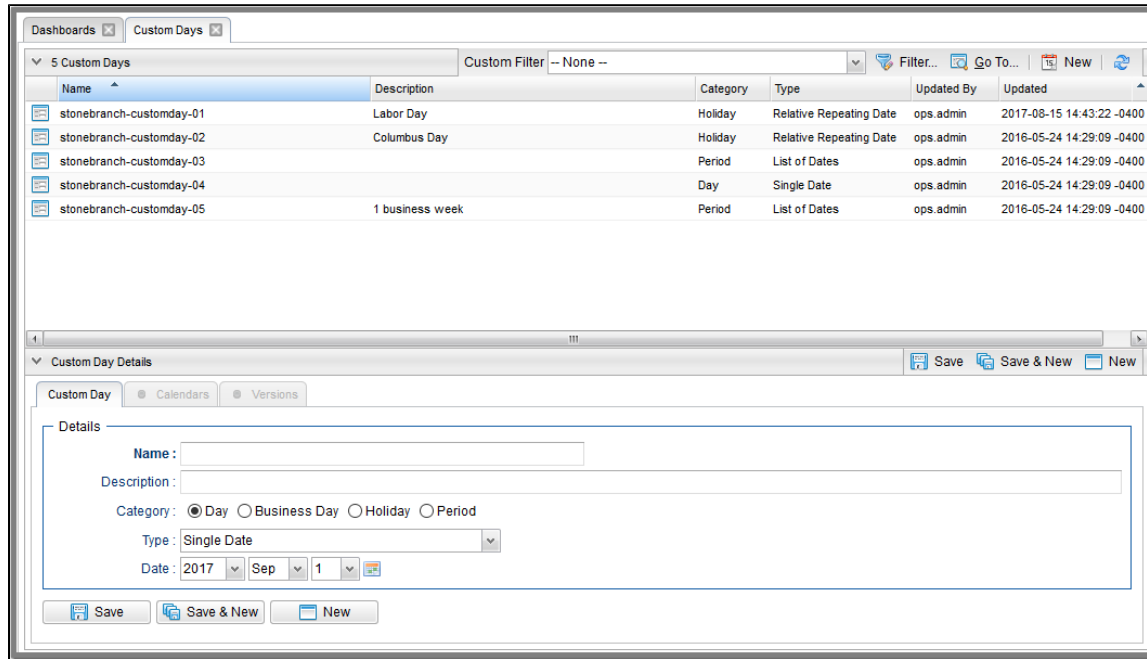 Dashboards Custom Days
5 Custom Days Custom Filter -- None -- Filter... Go To... New
Name Description Category Type Updated By Updated
stonebranch-customday-01 Labor Day Holiday Relative Repeating Date ops.admin 2017-08-15 14:43:22 -0400
stonebranch-customday-02 Columbus Day Holiday Relative Repeating Date ops.admin 2016-05-24 14:29:09 -0400
stonebranch-customday-03 Period List of Dates ops.admin 2016-05-24 14:29:09 -0400
stonebranch-customday-04 Day Single Date ops.admin 2016-05-24 14:29:09 -0400
stonebranch-customday-05 1 business week Period List of Dates ops.admin 2016-05-24 14:29:09 -0400
Custom Day Details Save Save & New New
Custom Day Calendars Versions
Details
Name :
Description :
Category : Day Business Day Holiday Period
Type : Single Date
Date : 2017 Sep 1
Save Save & New New